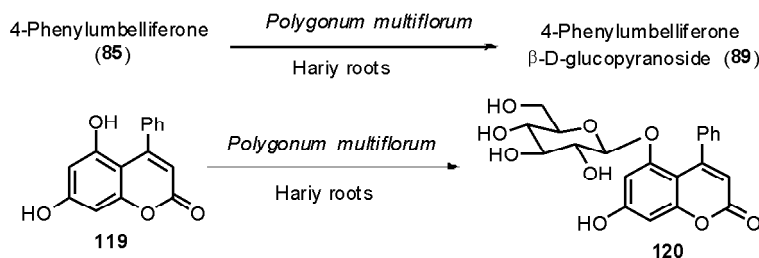 4-Phenylumbelliferone
(85)
Polygonum multiflorum
Hariy roots
4-Phenylumbelliferone
β-D-glucopyranoside (89)
OH Ph
HO O O
119
Polygonum multiflorum
Hariy roots
HO
HO O O Ph
HO OH
HO O O
120